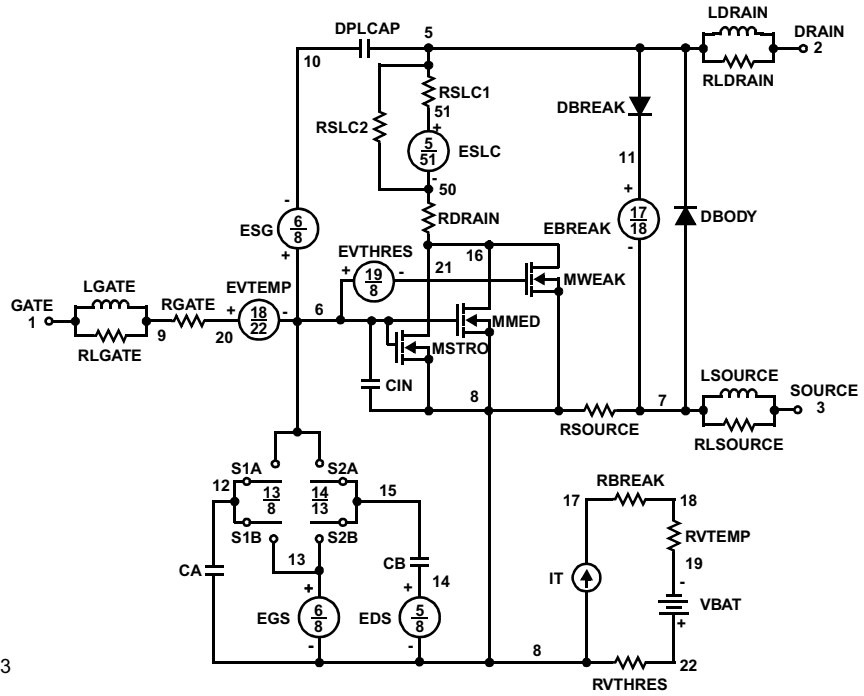 LDRAIN
DPLCAP 5 DRAIN
10 2
RLDRAIN
RSLC1
51
DBREAK
RSLC2
+
5
51
ESLC
11
-
50
-
+
6
8
ESG
RDRAIN
17
18
EBREAK
DBODY
+
EVTHRES
16
-
+
19
8
-
21
MWEAK
LGATE
EVTEMP
GATE
1
RGATE
+
18
22
-
6
MMED
9
20
MSTRO
RLGATE
LSOURCE
CIN
8
7
SOURCE
3
RSOURCE
RLSOURCE
S1A
S2A
12
13
8
14
13
15
RBREAK
17
18
S1B
S2B
RVTEMP
13
CB
19
CA
14
IT
-
+
+
VBAT
EGS
6
8
EDS
5
8
+
-
-
8
22
RVTHRES
3